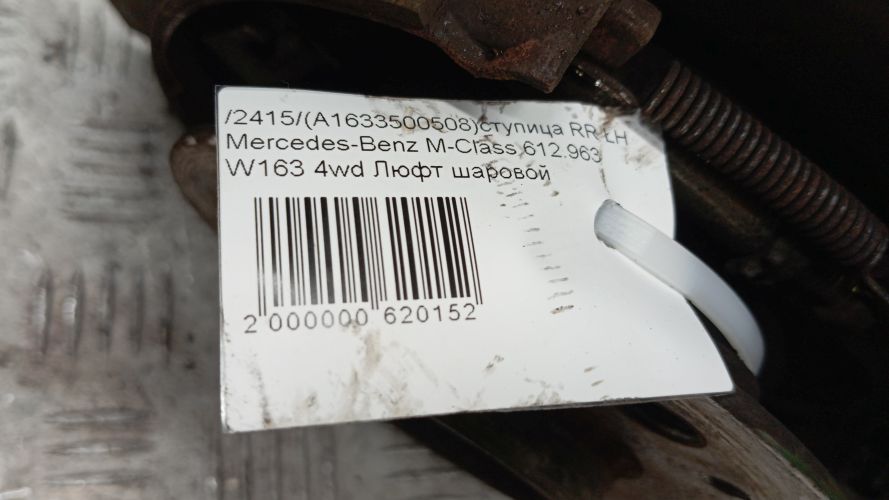 /2415/(A1633500508)ступица RR LH
Mercedes-Benz M-Class 612.963
W163 4wd Люфт шаровой
2 000000 620152